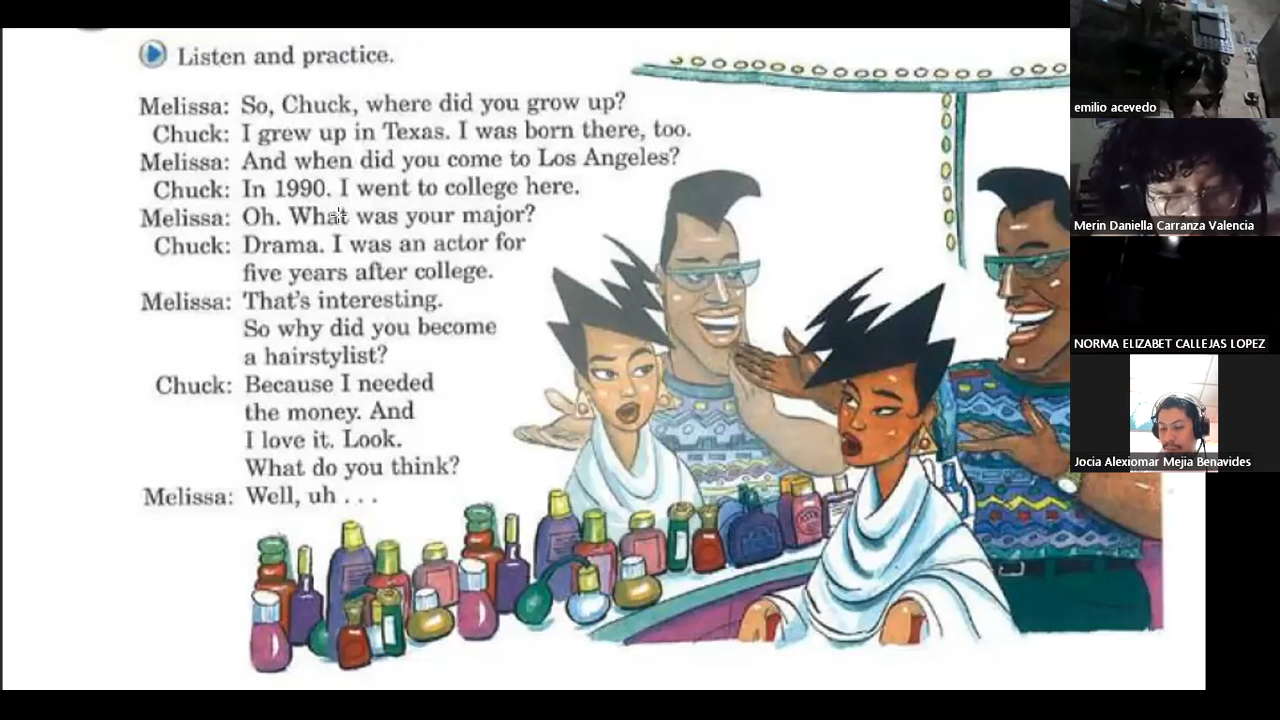 Listen and practice.
Melissa: So, Chuck, where did you grow up?
Chuck: I grew up in Texas. I was born there, too.
Melissa: And when did you come to Los Angeles?
Chuck: In 1990. I went to college here.
Melissa: Oh. What was your major?
Chuck: Drama. I was an actor for
five years after college.
Melissa: That's interesting.
So why did you become
a hairstylist?
Chuck: Because I needed
the money. And
I love it. Look.
What do you think?
Melissa: Well, uh . . .
emilio acevedo
Merin Daniella Carranza Valencia
NORMA ELIZABET CALLEJAS LOPEZ
Jocia Alexiomar Mejia Benavides